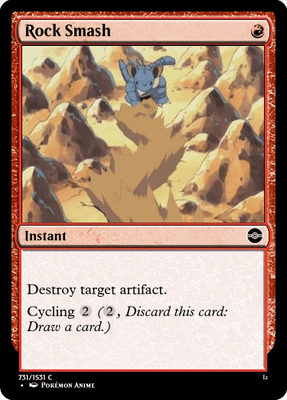 Rock Smash
Instant
Destroy target artifact.
Cycling 2 (2, Discard this card:
Draw a card.)
731/1531 C
Pokémon Anime